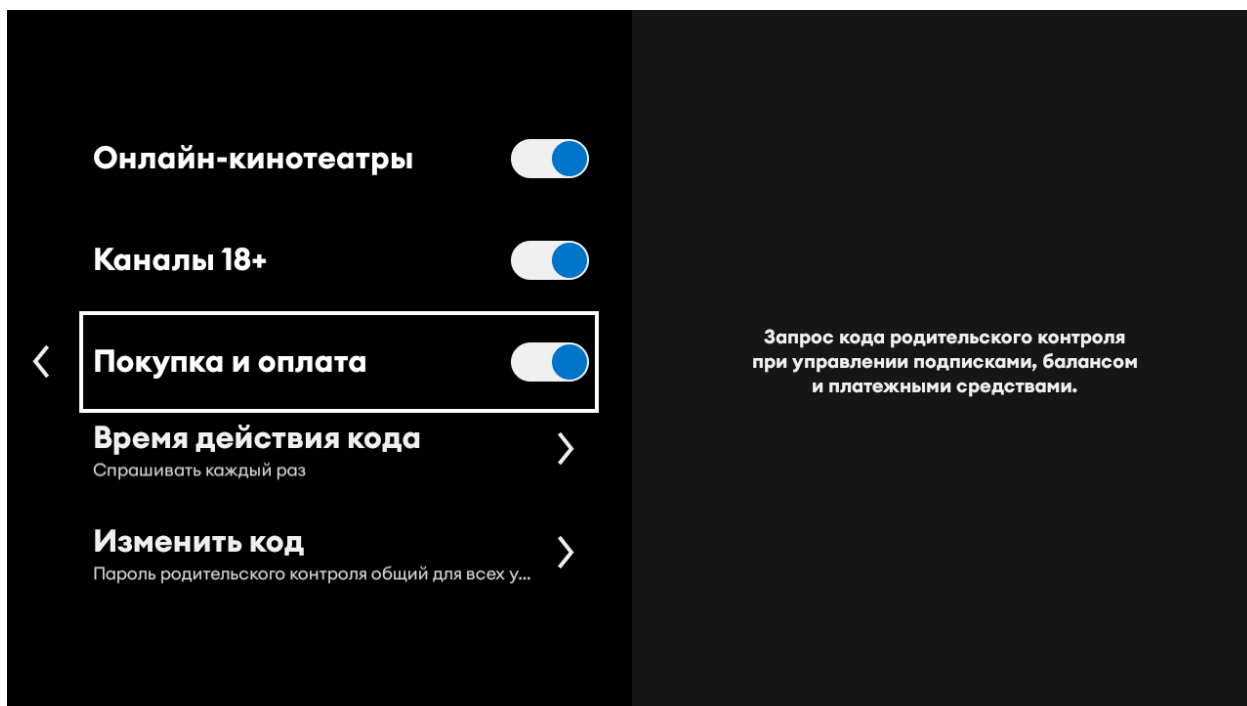 Онлайн-кинотеатры
Каналы 18+
Покупка и оплата
Время действия кода
Спрашивать каждый раз
Изменить код
Пароль родительского контроля общий для всех у...
Запрос кода родительского контроля
при управлении подписками, балансом
и платежными средствами.